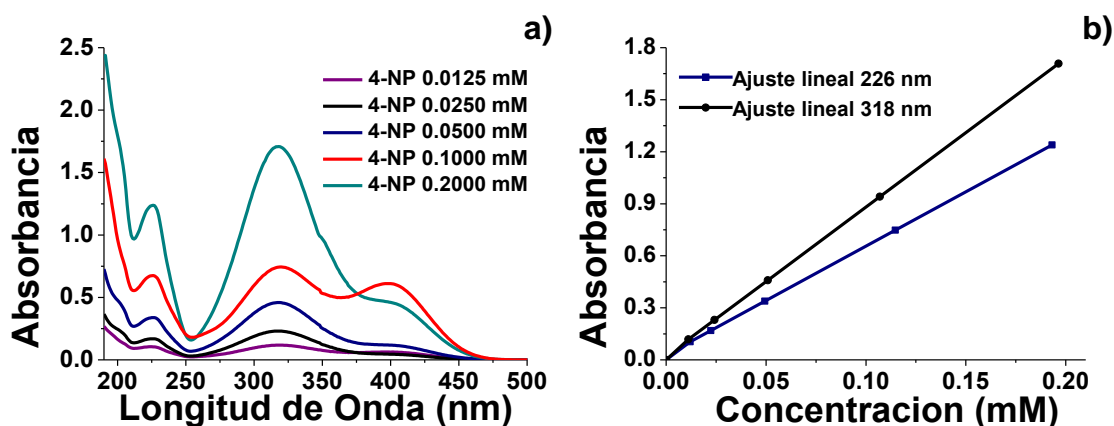 a)
Absorbancia
2.5
2.0
1.5
1.0
0.5
0.0
4-NP 0.0125 mM
4-NP 0.0250 mM
4-NP 0.0500 mM
4-NP 0.1000 mM
4-NP 0.2000 mM
200 250 300 350 400 450 500
Longitud de Onda (nm)
b)
Absorbancia
1.8
1.5
1.2
0.9
0.6
0.3
0.0
Ajuste lineal 226 nm
Ajuste lineal 318 nm
0.00 0.05 0.10 0.15 0.20
Concentracion (mM)